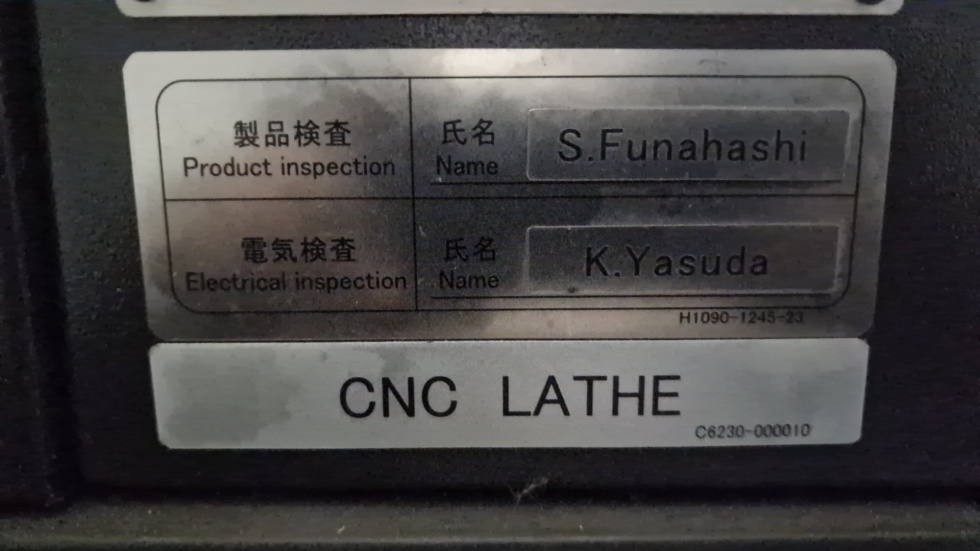 製品検査
Product inspection
氏名
Name
S.Funahashi
電気検査
Electrical inspection
氏名
Name
K.Yasuda
H1090-1245-23
CNC LATHE
C6230-000010